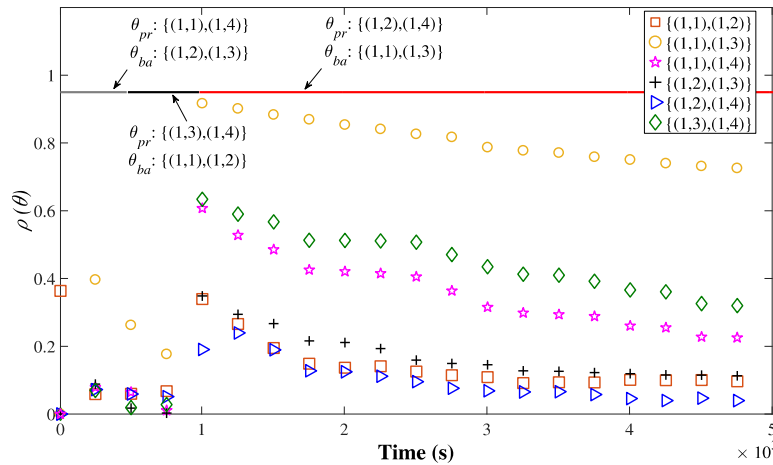 θpr: {(1,1),(1,4)}
θba: {(1,2),(1,3)}
θpr: {(1,2),(1,4)}
θba: {(1,1),(1,3)}
θpr: {(1,3),(1,4)}
θba: {(1,1),(1,2)}
{(1,1),(1,2)}
{(1,1),(1,3)}
{(1,1),(1,4)}
{(1,2),(1,3)}
{(1,2),(1,4)}
{(1,3),(1,4)}
1
0.8
0.6
0.4
0.2
0
ρ(θ)
0 1 2 3 4 5
Time (s)